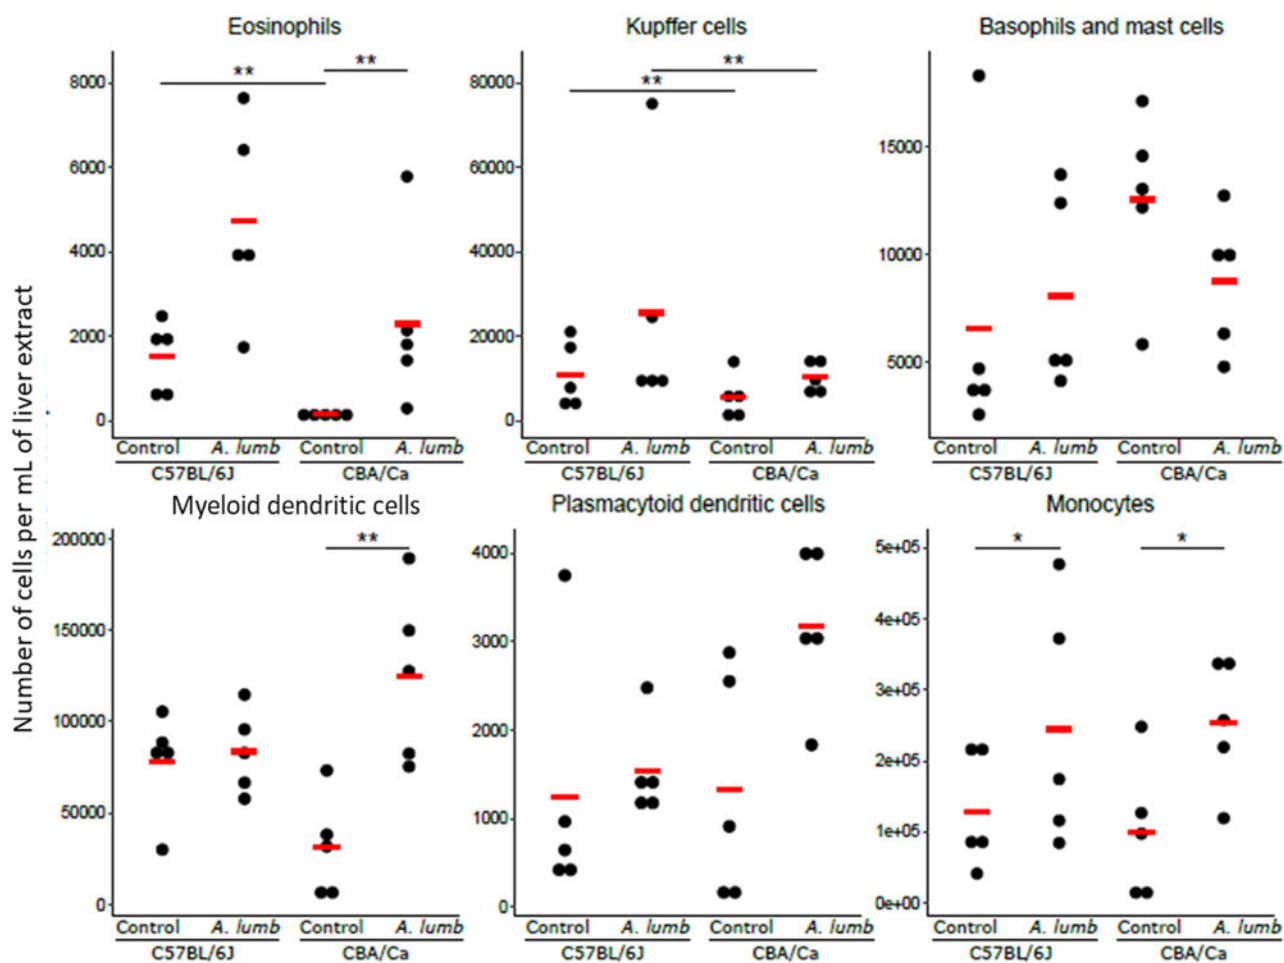 Number of cells per mL of liver extract
Eosinophils
**
**
8000
6000
4000
2000
0
Control A. lumb Control A. lumb
C57BL/6J CBA/Ca
Kupffer cells
**
**
80000
60000
40000
20000
0
Control A. lumb Control A. lumb
C57BL/6J CBA/Ca
Basophils and mast cells
15000
10000
5000
Control A. lumb Control A. lumb
C57BL/6J CBA/Ca
Myeloid dendritic cells
**
200000
150000
100000
50000
0
Control A. lumb Control A. lumb
C57BL/6J CBA/Ca
Plasmacytoid dendritic cells
4000
3000
2000
1000
0
Control A. lumb Control A. lumb
C57BL/6J CBA/Ca
Monocytes
* *
5e+05
4e+05
3e+05
2e+05
1e+05
0e+00
Control A. lumb Control A. lumb
C57BL/6J CBA/Ca